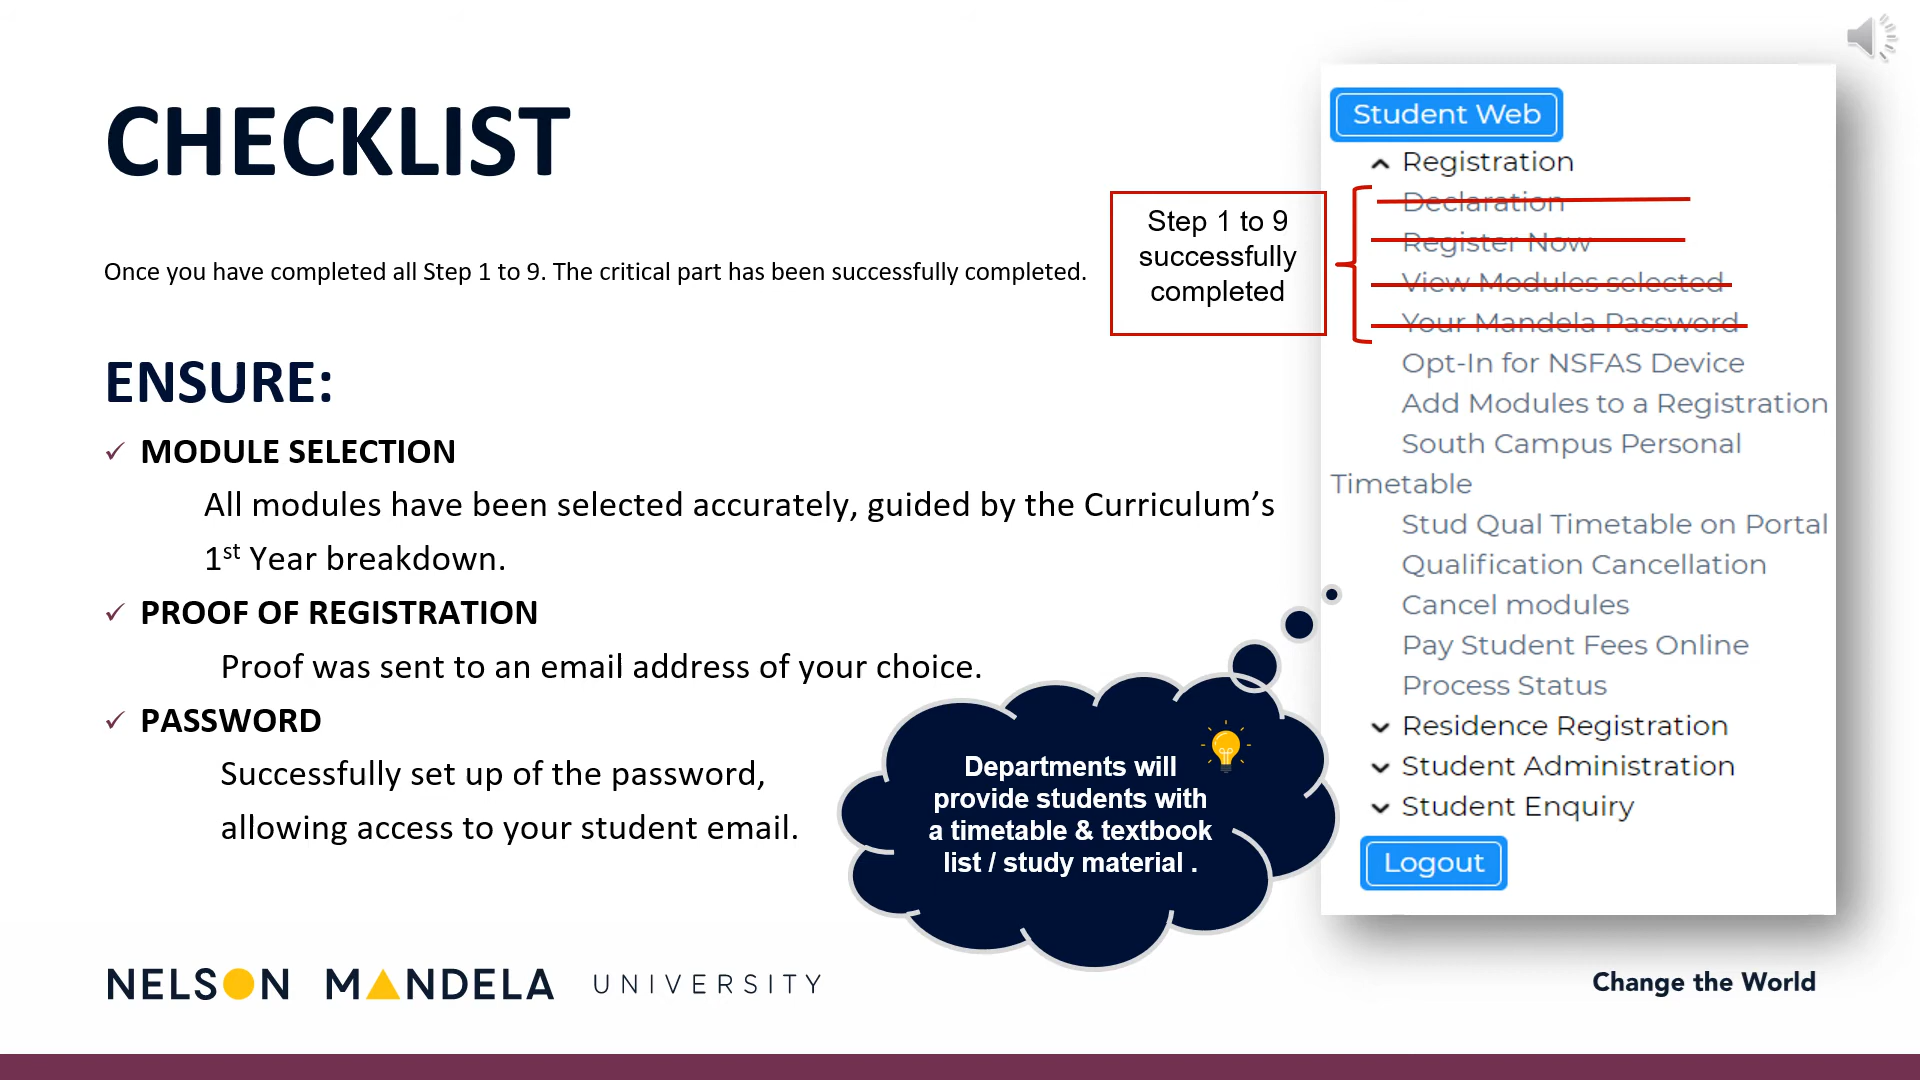 CHECKLIST
Once you have completed all Step 1 to 9. The critical part has been successfully completed.
ENSURE:
✓ MODULE SELECTION
All modules have been selected accurately, guided by the Curriculum’s
1st Year breakdown.
✓ PROOF OF REGISTRATION
Proof was sent to an email address of your choice.
✓ PASSWORD
Successfully set up of the password,
allowing access to your student email.
Step 1 to 9
successfully
completed
Departments will
provide students with
a timetable & textbook
list / study material .
Student Web
Registration
Declaration
Register Now
View Modules selected
Your Mandela Password
Opt-In for NSFAS Device
Add Modules to a Registration
South Campus Personal
Timetable
Stud Qual Timetable on Portal
Qualification Cancellation
Cancel modules
Pay Student Fees Online
Process Status
Residence Registration
Student Administration
Student Enquiry
Logout
NELSON MANDELA UNIVERSITY
Change the World